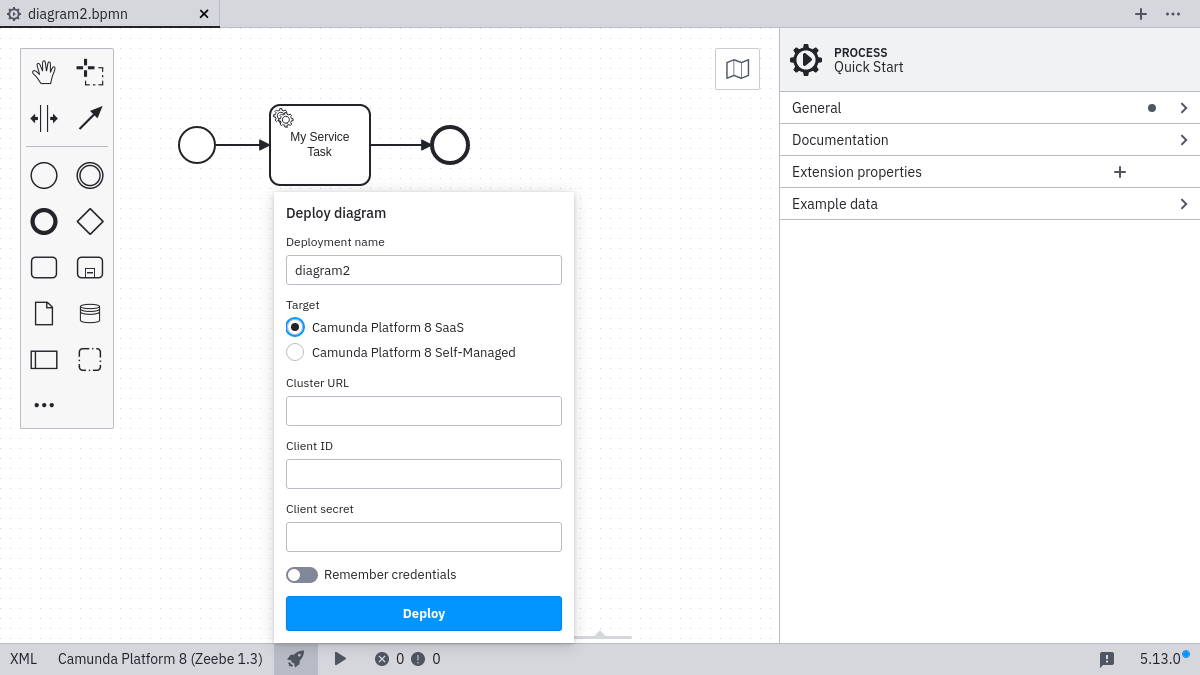 diagram2.bpmn
My Service
Task
Deploy diagram
Deployment name
diagram2
Target
Camunda Platform 8 SaaS
Camunda Platform 8 Self-Managed
Cluster URL
Client ID
Client secret
Remember credentials
Deploy
PROCESS
Quick Start
General
Documentation
Extension properties
Example data
XML Camunda Platform 8 (Zeebe 1.3) 0 0 5.13.0